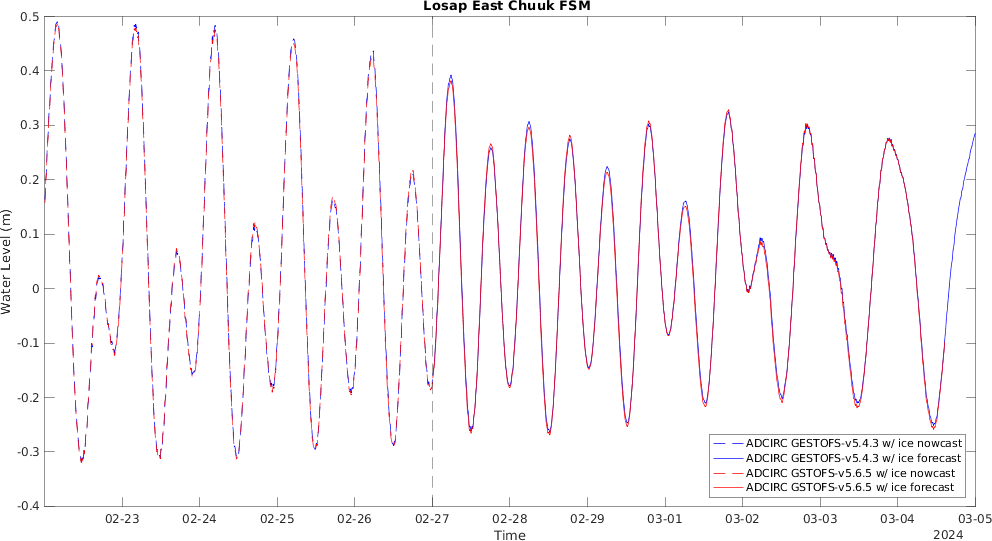 Losap East Chuuk FSM
0.5
0.4
0.3
0.2
0.1
0
-0.1
-0.2
-0.3
-0.4
Water Level (m)
02-23 02-24 02-25 02-26 02-27 02-28 02-29 03-01 03-02 03-03 03-04 03-05
Time
2024
ADCIRC GESTOFS-v5.4.3 w/ ice nowcast
ADCIRC GESTOFS-v5.4.3 w/ ice forecast
ADCIRC GSTOFS-v5.6.5 w/ ice nowcast
ADCIRC GSTOFS-v5.6.5 w/ ice forecast